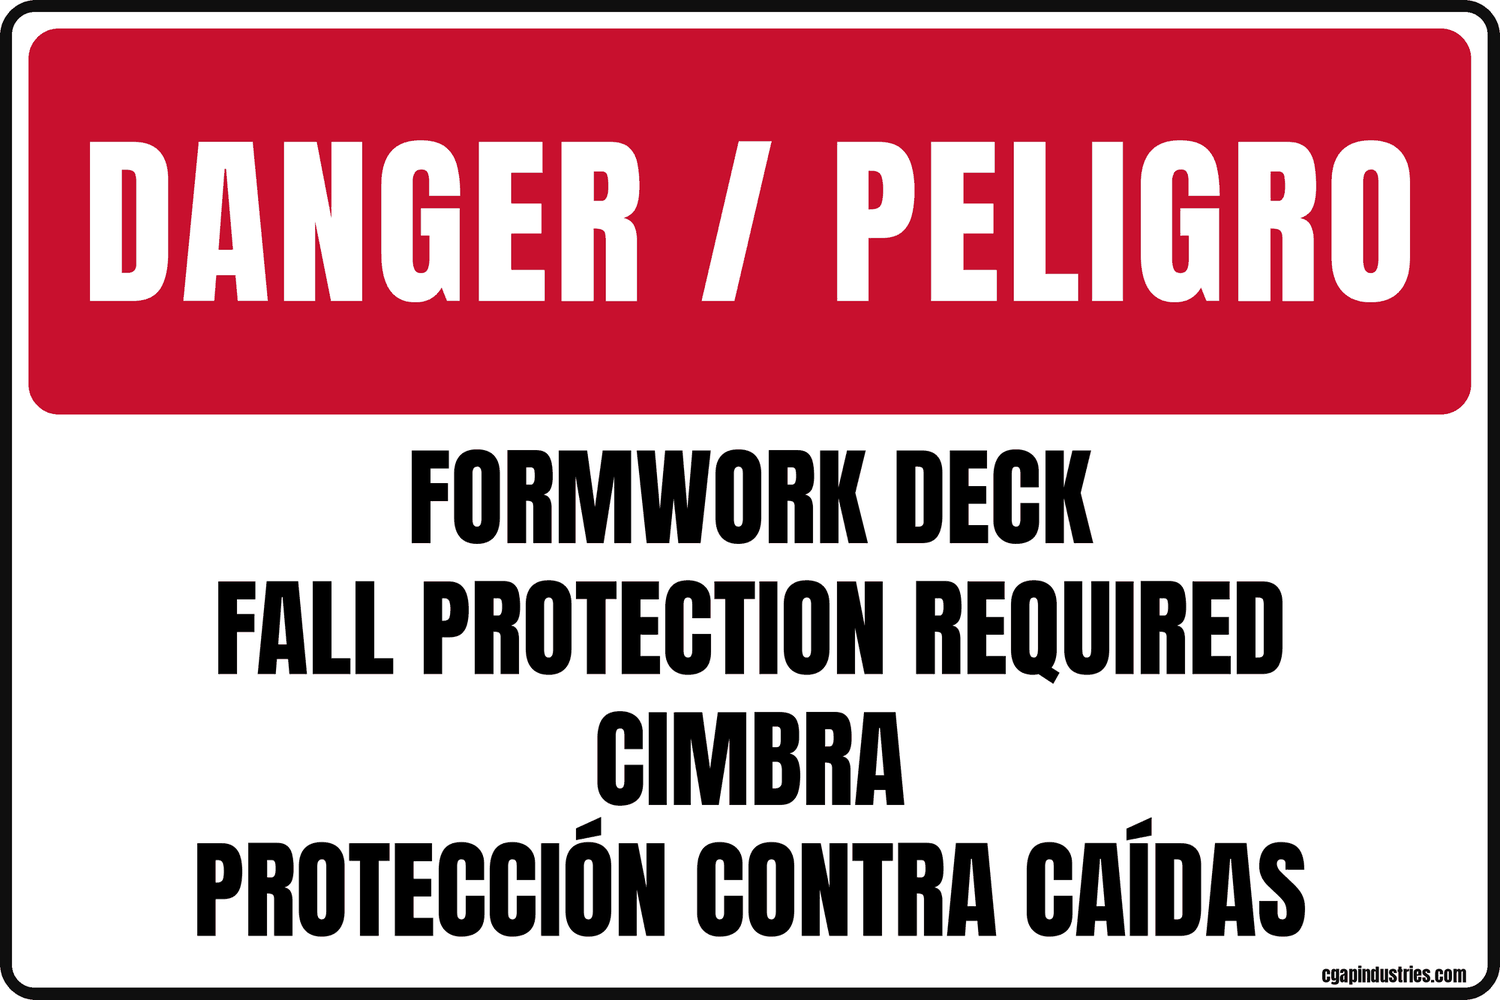 DANGER / PELIGRO
FORMWORK DECK
FALL PROTECTION REQUIRED
CIMBRA
PROTECCIÓN CONTRA CAÍDAS
cgapindustries.com